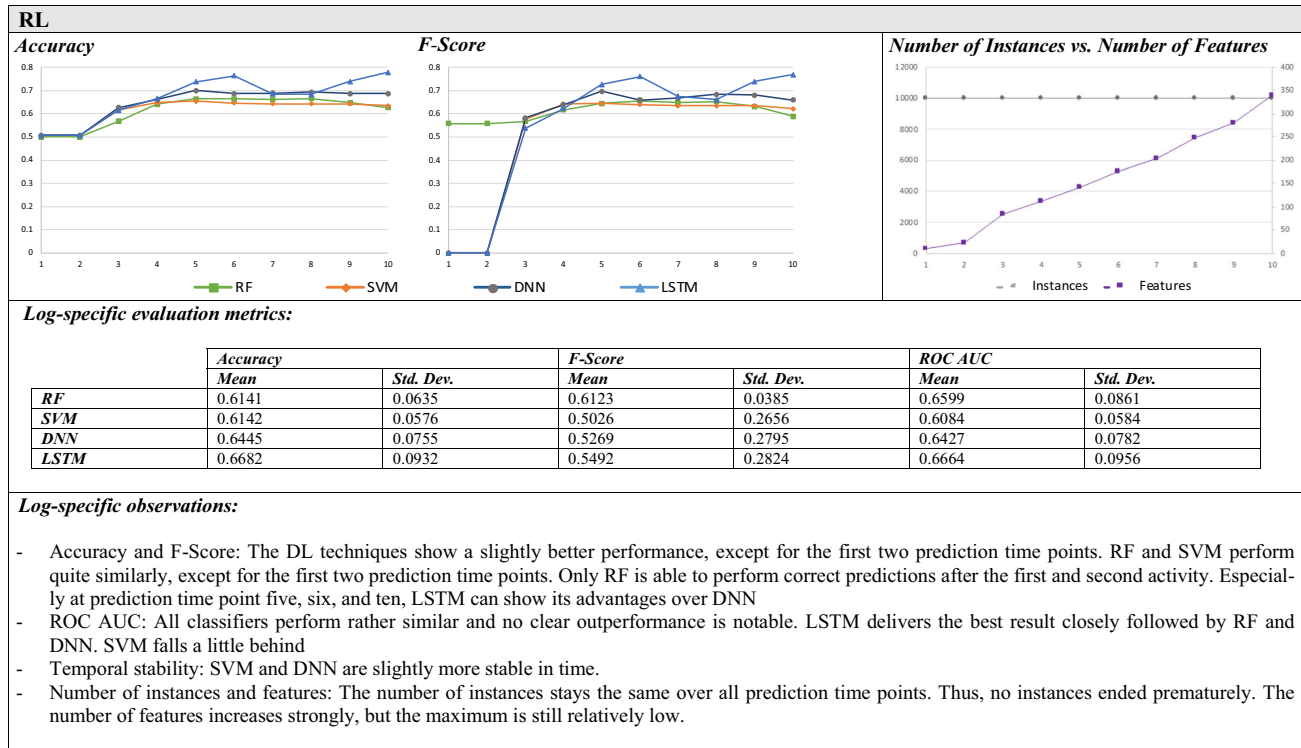 RL
Accuracy
F-Score
Number of Instances vs. Number of Features
0.8
0.7
0.6
0.5
0.4
0.3
0.2
0.1
0
1 2 3 4 5 6 7 8 9 10
0.8
0.7
0.6
0.5
0.4
0.3
0.2
0.1
0
1 2 3 4 5 6 7 8 9 10
RF SVM DNN LSTM
12000
10000
8000
6000
4000
2000
0
400
350
300
250
200
150
100
50
0
1 2 3 4 5 6 7 8 9 10
Instances Features
Log-specific evaluation metrics:
Accuracy F-Score ROC AUC
Mean Std. Dev. Mean Std. Dev. Mean Std. Dev.
RF 0.6141 0.0635 0.6123 0.0385 0.6599 0.0861
SVM 0.6142 0.0576 0.5026 0.2656 0.6084 0.0584
DNN 0.6445 0.0755 0.5269 0.2795 0.6427 0.0782
LSTM 0.6682 0.0932 0.5492 0.2824 0.6664 0.0956
Log-specific observations:
- Accuracy and F-Score: The DL techniques show a slightly better performance, except for the first two prediction time points. RF and SVM perform
quite similarly, except for the first two prediction time points. Only RF is able to perform correct predictions after the first and second activity. Especial-
ly at prediction time point five, six, and ten, LSTM can show its advantages over DNN
- ROC AUC: All classifiers perform rather similar and no clear outperformance is notable. LSTM delivers the best result closely followed by RF and
DNN. SVM falls a little behind
- Temporal stability: SVM and DNN are slightly more stable in time.
- Number of instances and features: The number of instances stays the same over all prediction time points. Thus, no instances ended prematurely. The
number of features increases strongly, but the maximum is still relatively low.